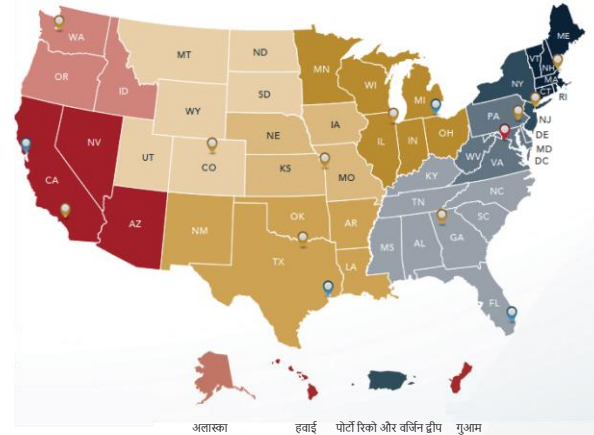 WA
ME
MT
ND
VT
NH
MN
OR
ID
SD
WI
NY
MA
MI
CT
RI
WY
IA
PA
NJ
NE
OH
NV
IL
IN
DE
UT
CO
MD
WV
DC
VA
CA
KS
MO
KY
NC
TN
OK
AZ
NM
AR
SC
MS
AL
GA
TX
LA
FL
अलास्का
हवाई
पोर्टो रिको और वर्जिन द्वीप
गुआम